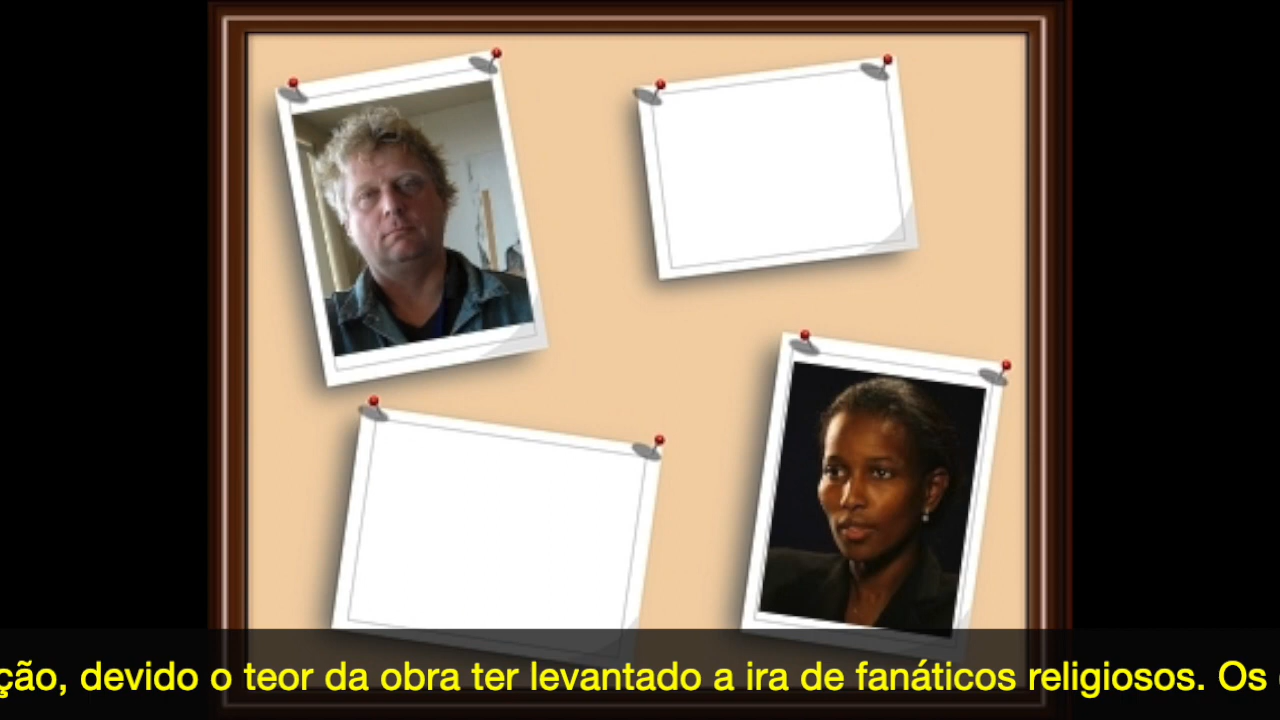 ção, devido o teor da obra ter levantado a ira de fanáticos religiosos. Os